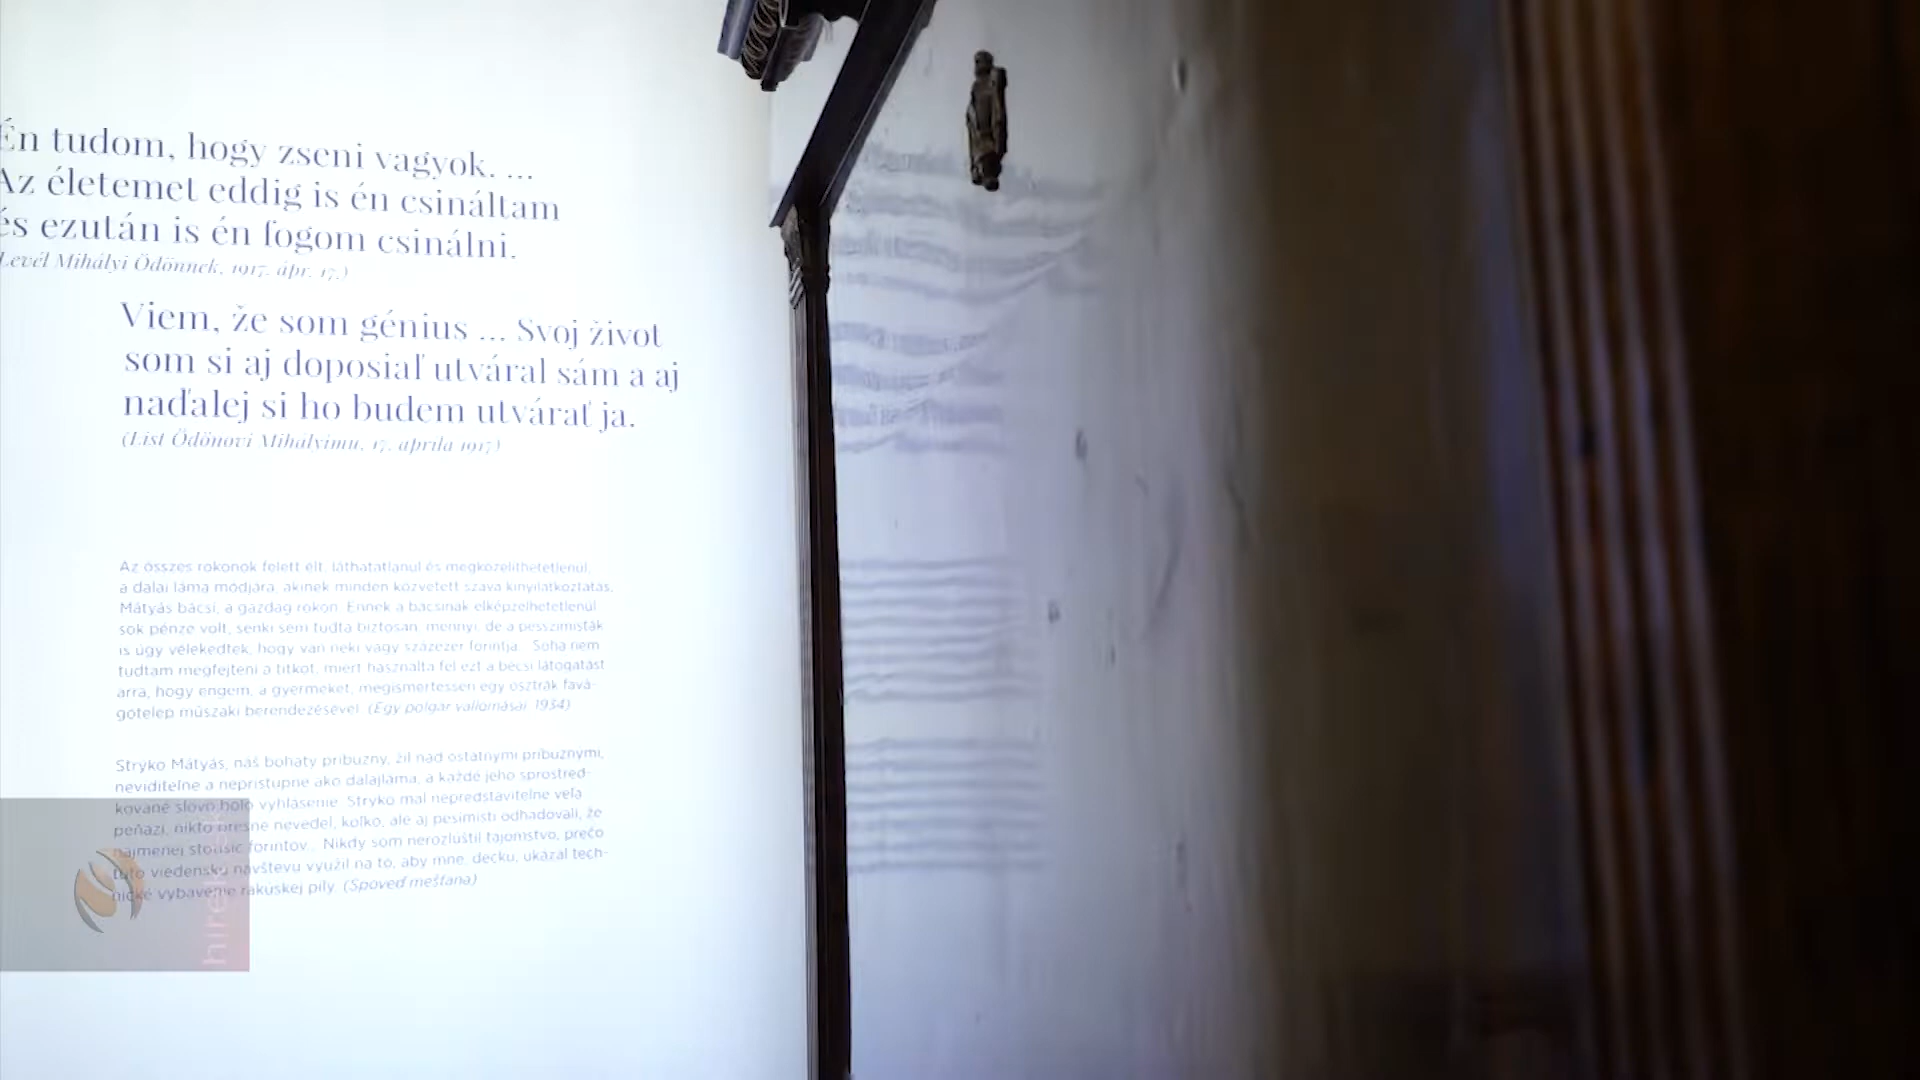 Én tudom, hogy zseni vagyok. ...
Az életemet eddig is én csináltam
és ezután is én fogom csinálni.
Levél Mihályi Ödönnek, 1917. ápr. 17.)
Viem, že som génius ... Svoj život
som si aj doposiaľ utváral sám a aj
naďalej si ho budem utvárať ja.
(List Ödönovi Mihályimu, 17. apríla 1917)
Az összes rokonok felett élt, láthatatlanul és megközelíthetetlenül,
a dalai láma módjára, akinek minden közvetett szava kinyilatkoztatás,
Mátyás bácsi, a gazdag rokon. Ennek a bácsinak elképzelhetetlenül
sok pénze volt, senki sem tudta biztosan, mennyi, de a pesszimisták
is úgy vélekedtek, hogy van neki vagy százezer forintja. Soha nem
tudtam megfejteni a titkot, miért használta fel ezt a bécsi látogatást
arra, hogy engem, a gyermeket, megismertessen egy osztrák favá-
gótelep műszaki berendezésével. (Egy polgár vallomásai, 1934)
Strýko Mátyás, náš bohatý príbuzný, žil nad ostatnými príbuznými,
neviditeľne a neprístupne ako dalajláma, a každé jeho sprostred-
kované slovo bolo vyhlásenie. Strýko mal nepredstaviteľne veľa
peňazí, nikto presne nevedel, koľko, ale aj pesimisti odhadovali, že
najmenej stotisíc forintov. Nikdy som nerozlúštil tajomstvo, prečo
túto viedenskú návštevu využil na to, aby mne, decku, ukázal tech-
nické vybavenie rakúskej píly. (Spoveď mešťana)